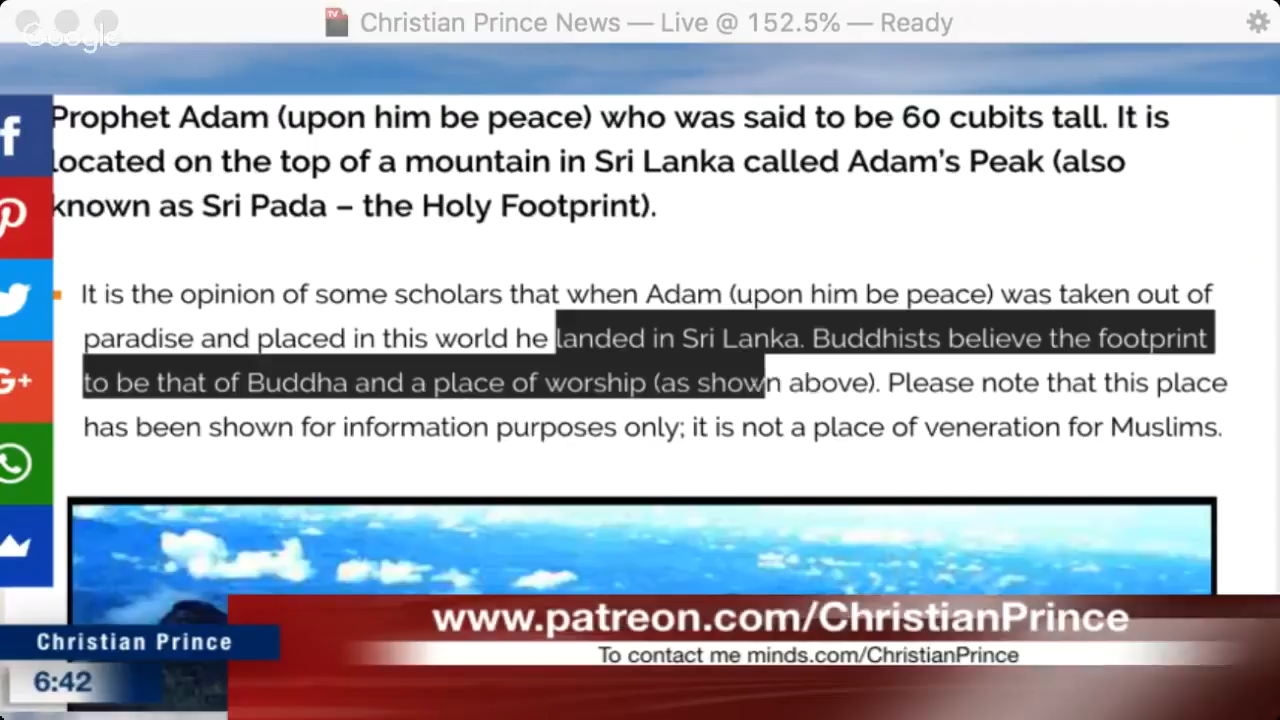 Christian Prince News — Live @ 152.5% — Ready
Google
Prophet Adam (upon him be peace) who was said to be 60 cubits tall. It is
located on the top of a mountain in Sri Lanka called Adam's Peak (also
known as Sri Pada – the Holy Footprint).
It is the opinion of some scholars that when Adam (upon him be peace) was taken out of
paradise and placed in this world he landed in Sri Lanka. Buddhists believe the footprint
to be that of Buddha and a place of worship (as shown above). Please note that this place
has been shown for information purposes only; it is not a place of veneration for Muslims.
www.patreon.com/ChristianPrince
Christian Prince
To contact me minds.com/ChristianPrince
6:42